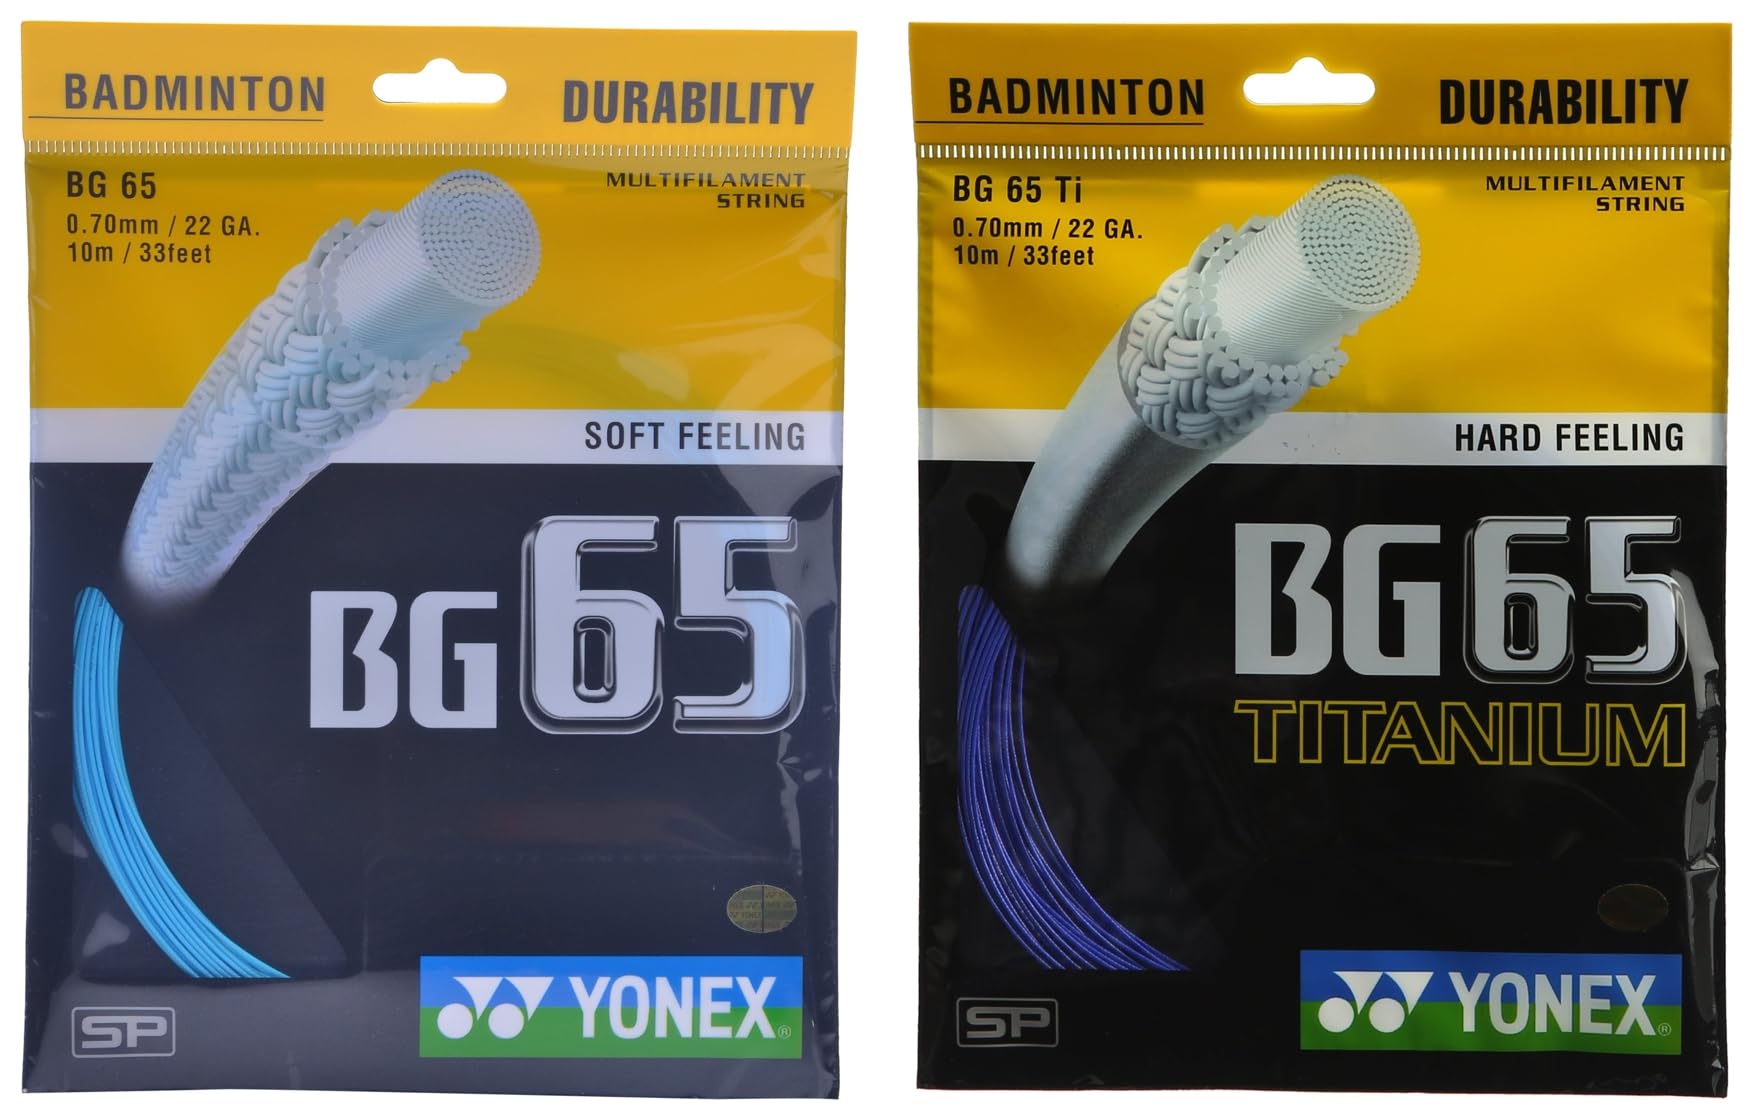 BADMINTON
DURABILITY
BG 65
0.70mm / 22 GA.
10m / 33feet
MULTIFILAMENT
STRING
SOFT FEELING
BG65
SP
YONEX®
BADMINTON
DURABILITY
BG 65 Ti
0.70mm / 22 GA.
10m / 33feet
MULTIFILAMENT
STRING
HARD FEELING
BG65
TITANIUM
SP
YONEX®